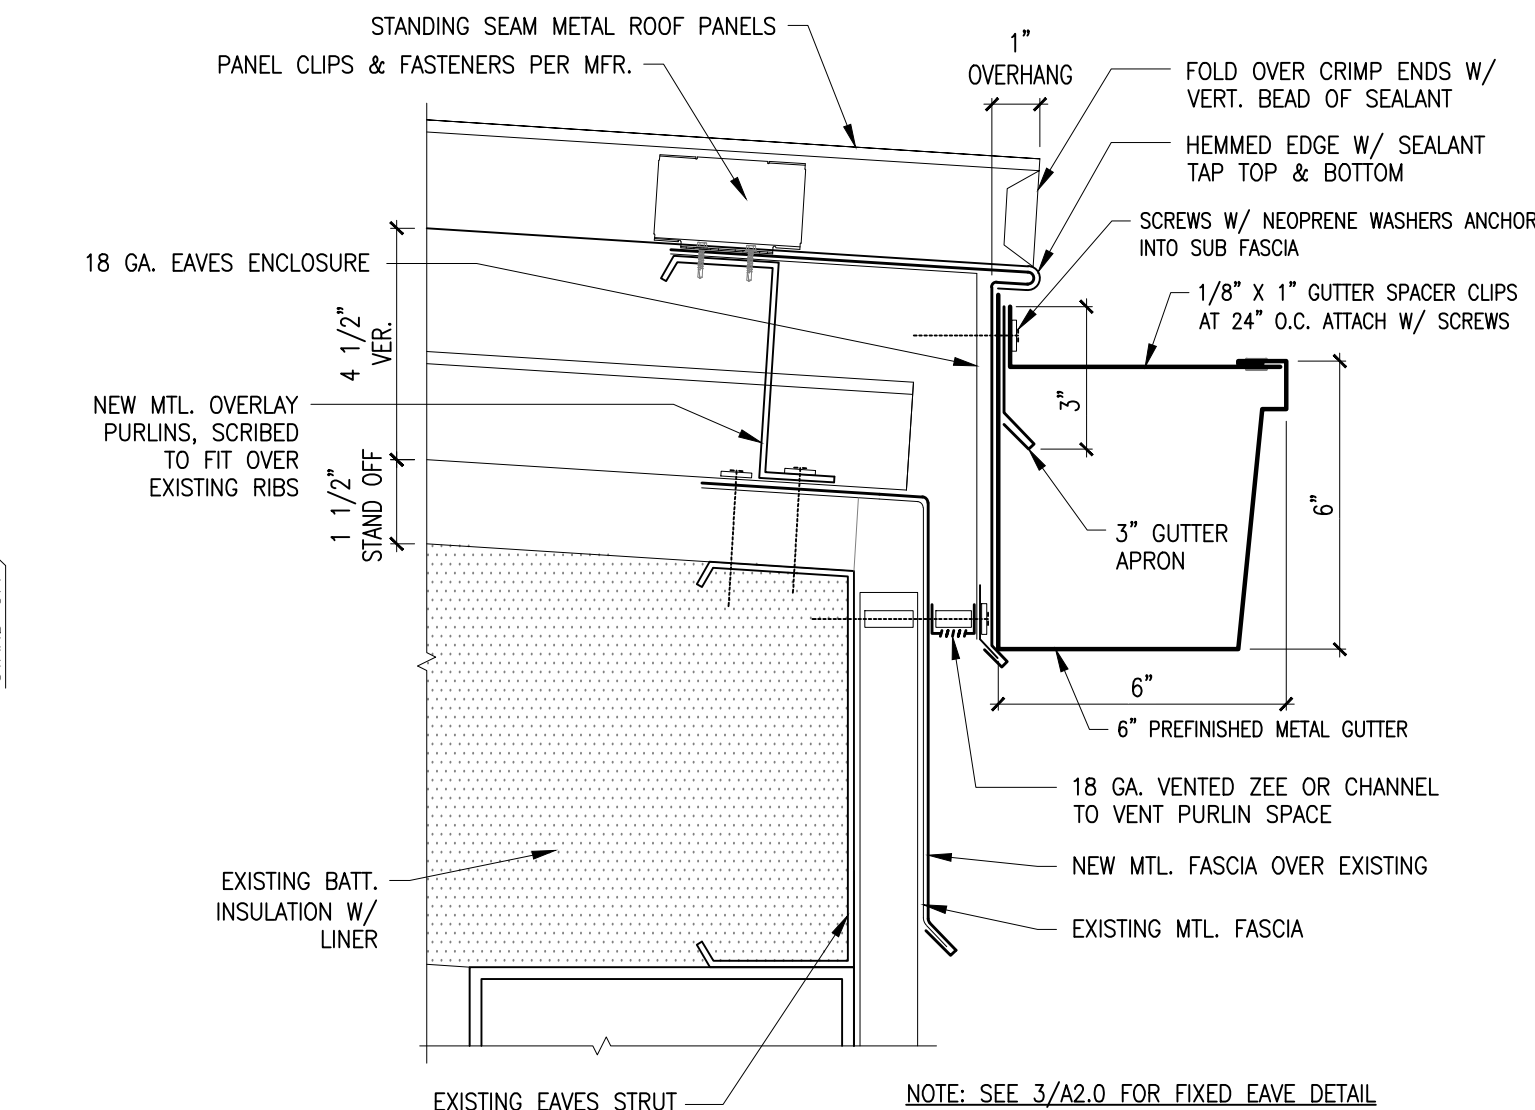 STANDING SEAM METAL ROOF PANELS
PANEL CLIPS & FASTENERS PER MFR.
1"
OVERHANG
FOLD OVER CRIMP ENDS W/
VERT. BEAD OF SEALANT
HEMMED EDGE W/ SEALANT
TAP TOP & BOTTOM
SCREWS W/ NEOPRENE WASHERS ANCHOR
INTO SUB FASCIA
1/8" X 1" GUTTER SPACER CLIPS
AT 24" O.C. ATTACH W/ SCREWS
18 GA. EAVES ENCLOSURE
4 1/2"
VER.
NEW MTL. OVERLAY
PURLINS, SCRIBED
TO FIT OVER
EXISTING RIBS
1 1/2"
STAND OFF
3"
6"
3" GUTTER
APRON
6"
6" PREFINISHED METAL GUTTER
18 GA. VENTED ZEE OR CHANNEL
TO VENT PURLIN SPACE
NEW MTL. FASCIA OVER EXISTING
EXISTING MTL. FASCIA
EXISTING BATT.
INSULATION W/
LINER
EXISTING EAVES STRUT
NOTE: SEE 3/A2.0 FOR FIXED EAVE DETAIL